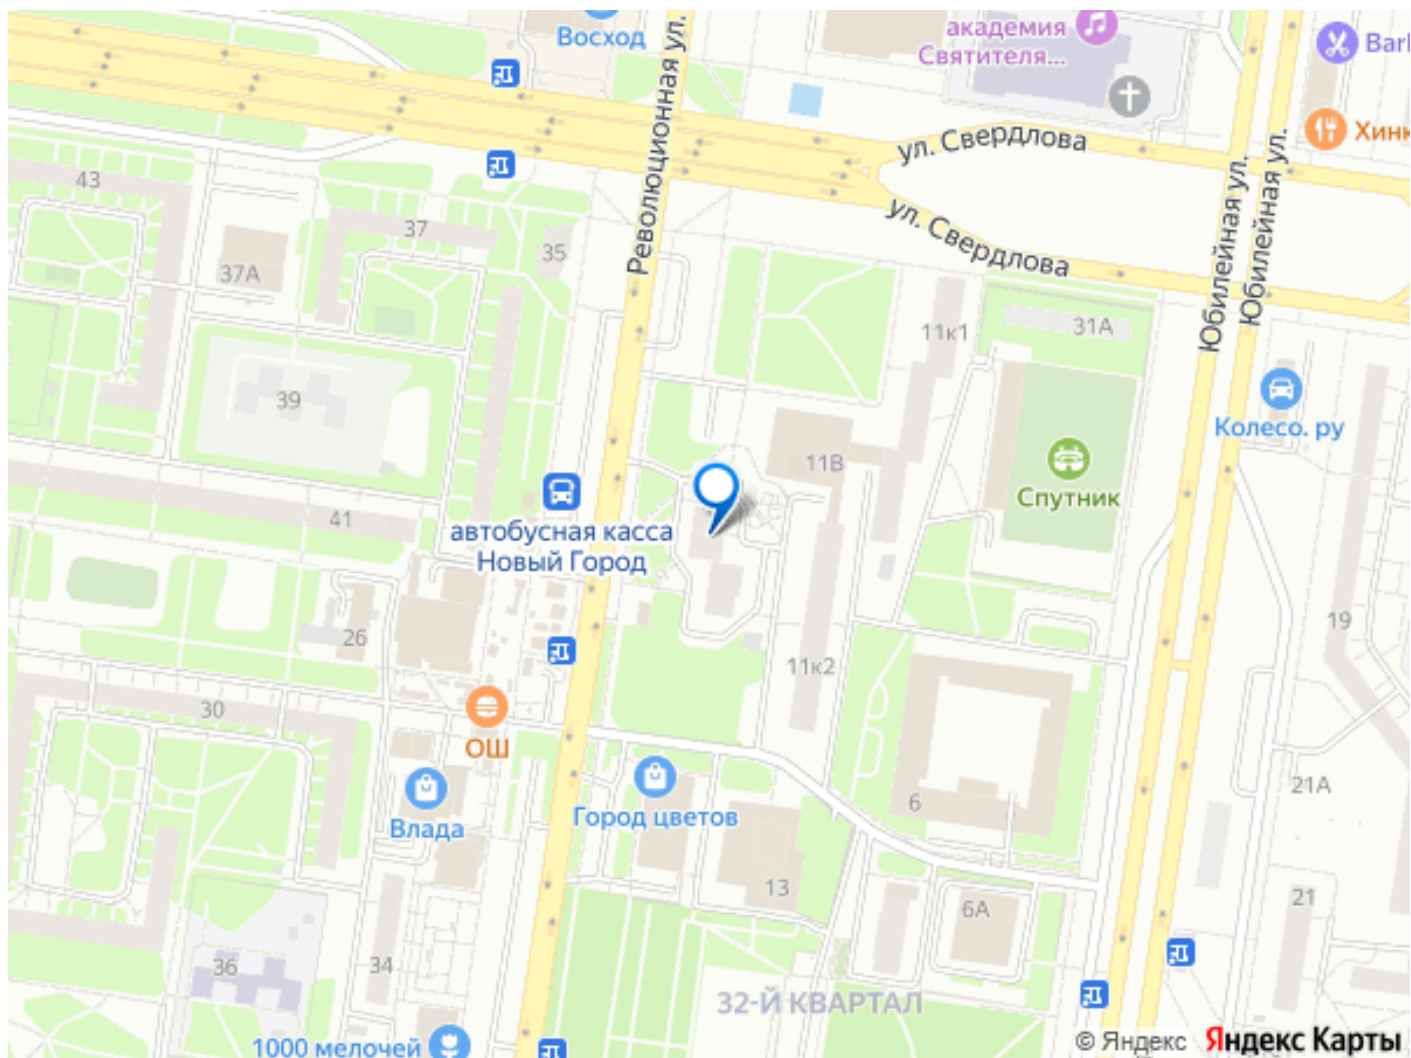 Восход
Революционная ул.
академия
Святителя...
Barl
Хинк
ул. Свердлова
ул. Свердлова
Юбилейная ул.
Юбилейная ул.
43
37
35
37А
39
41
11к1
31А
11В
Колесо. ру
Спутник
автобусная касса
Новый Город
26
11к2
19
30
ОШ
Влада
Город цветов
6
21А
13
6А
21
36
34
32-Й КВАРТАЛ
1000 мелочей
© Яндекс Яндекс Карты